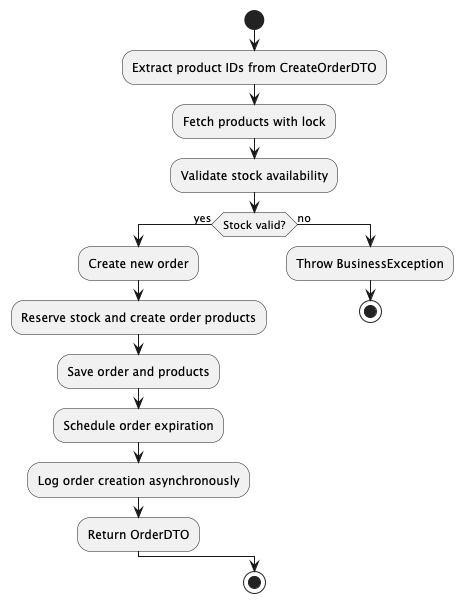 Extract product IDs from CreateOrderDTO
Fetch products with lock
Validate stock availability
yes
Stock valid?
no
Create new order
Throw BusinessException
Reserve stock and create order products
Save order and products
Schedule order expiration
Log order creation asynchronously
Return OrderDTO